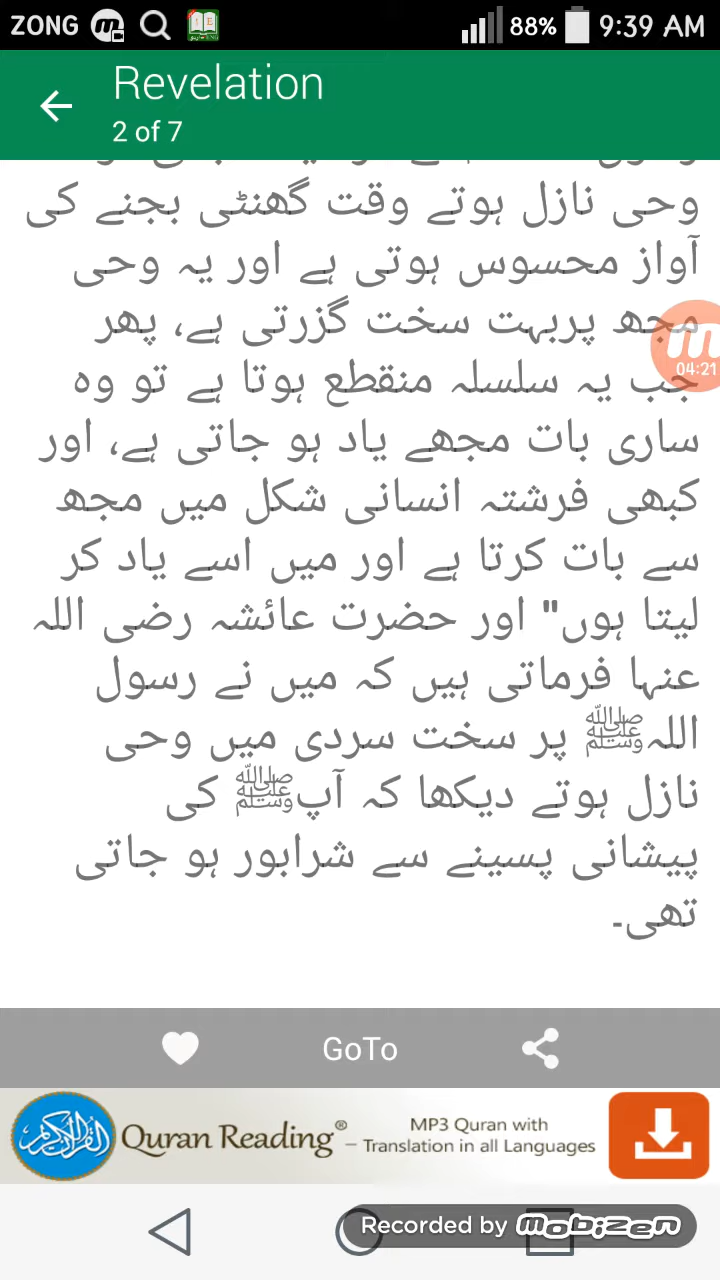 ZONG
88%
9:39 AM
Revelation
2 of 7
وحی نازل ہوتے وقت گھنٹی بجنے کی
آواز محسوس ہوتی ہے اور یہ وحی
مجھ پربہت سخت گزرتی ہے، پھر
04:21
جب یہ سلسلہ منقطع ہوتا ہے تو وہ
ساری بات مجھے یاد ہو جاتی ہے، اور
کبھی فرشتہ انسانی شکل میں مجھ
سے بات کرتا ہے اور میں اسے یاد کر
لیتا ہوں" اور حضرت عائشہ رضی اللہ
عنہا فرماتی ہیں کہ میں نے رسول
اللہﷺ پر سخت سردی میں وحی
نازل ہوتے دیکھا کہ آپﷺ کی
پیشانی پسینے سے شرابور ہو جاتی
تھی۔
GoTo
القرآن الكريم
Quran Reading®
MP3 Quran with
– Translation in all Languages
Recorded by mobizen